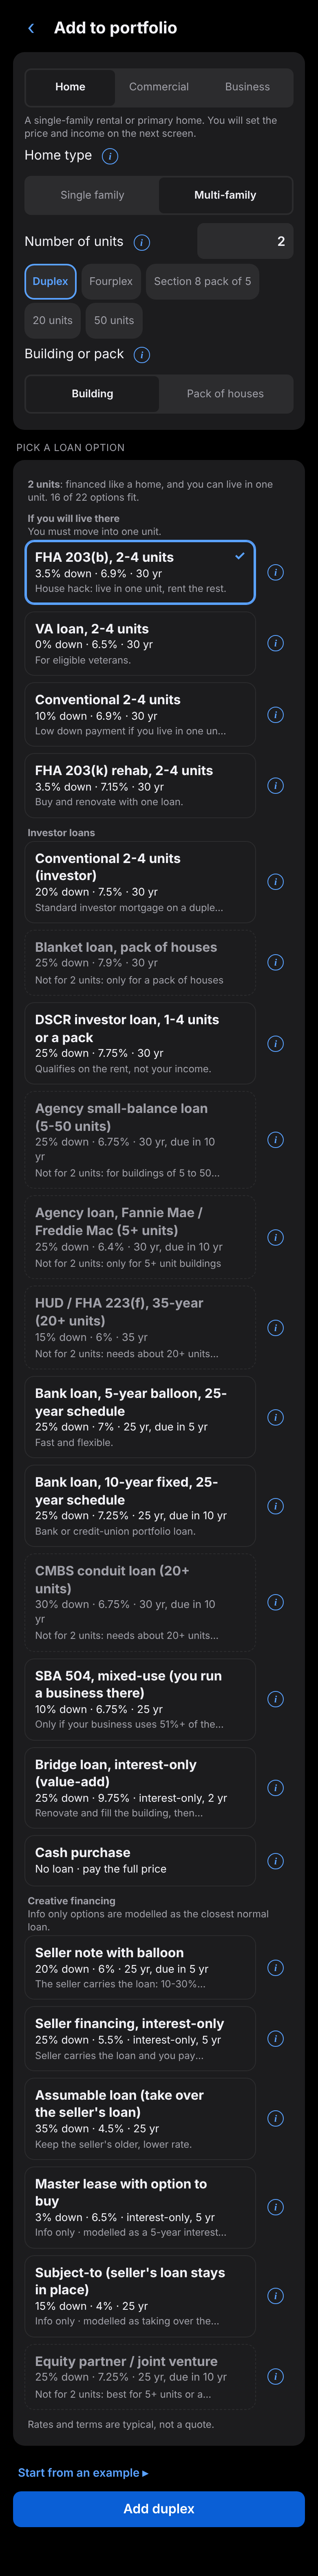 Add to portfolio
Home
Commercial
Business
A single-family rental or primary home. You will set the
price and income on the next screen.
Home type
Single family
Multi-family
Number of units
2
Duplex
Fourplex
Section 8 pack of 5
20 units
50 units
Building or pack
Building
Pack of houses
PICK A LOAN OPTION
2 units: financed like a home, and you can live in one
unit. 16 of 22 options fit.
If you will live there
You must move into one unit.
FHA 203(b), 2-4 units
3.5% down · 6.9% · 30 yr
House hack: live in one unit, rent the rest.
VA loan, 2-4 units
0% down · 6.5% · 30 yr
For eligible veterans.
Conventional 2-4 units
10% down · 6.9% · 30 yr
Low down payment if you live in one un...
FHA 203(k) rehab, 2-4 units
3.5% down · 7.15% · 30 yr
Buy and renovate with one loan.
Investor loans
Conventional 2-4 units
(investor)
20% down · 7.5% · 30 yr
Standard investor mortgage on a duple...
Blanket loan, pack of houses
25% down · 7.9% · 30 yr
Not for 2 units: only for a pack of houses
DSCR investor loan, 1-4 units
or a pack
25% down · 7.75% · 30 yr
Qualifies on the rent, not your income.
Agency small-balance loan
(5-50 units)
25% down · 6.75% · 30 yr, due in 10
yr
Not for 2 units: for buildings of 5 to 50...
Agency loan, Fannie Mae /
Freddie Mac (5+ units)
25% down · 6.4% · 30 yr, due in 10 yr
Not for 2 units: only for 5+ unit buildings
HUD / FHA 223(f), 35-year
(20+ units)
15% down · 6% · 35 yr
Not for 2 units: needs about 20+ units...
Bank loan, 5-year balloon, 25-
year schedule
25% down · 7% · 25 yr, due in 5 yr
Fast and flexible.
Bank loan, 10-year fixed, 25-
year schedule
25% down · 7.25% · 25 yr, due in 10 yr
Bank or credit-union portfolio loan.
CMBS conduit loan (20+
units)
30% down · 6.75% · 30 yr, due in 10
yr
Not for 2 units: needs about 20+ units...
SBA 504, mixed-use (you run
a business there)
10% down · 6.75% · 25 yr
Only if your business uses 51%+ of the...
Bridge loan, interest-only
(value-add)
25% down · 9.75% · interest-only, 2 yr
Renovate and fill the building, then...
Cash purchase
No loan · pay the full price
Creative financing
Info only options are modelled as the closest normal
loan.
Seller note with balloon
20% down · 6% · 25 yr, due in 5 yr
The seller carries the loan: 10-30%...
Seller financing, interest-only
25% down · 5.5% · interest-only, 5 yr
Seller carries the loan and you pay...
Assumable loan (take over
the seller's loan)
35% down · 4.5% · 25 yr
Keep the seller's older, lower rate.
Master lease with option to
buy
3% down · 6.5% · interest-only, 5 yr
Info only · modelled as a 5-year interest...
Subject-to (seller's loan stays
in place)
15% down · 4% · 25 yr
Info only · modelled as taking over the...
Equity partner / joint venture
25% down · 7.25% · 25 yr, due in 10 yr
Not for 2 units: best for 5+ units or a...
Rates and terms are typical, not a quote.
Start from an example ▸
Add duplex